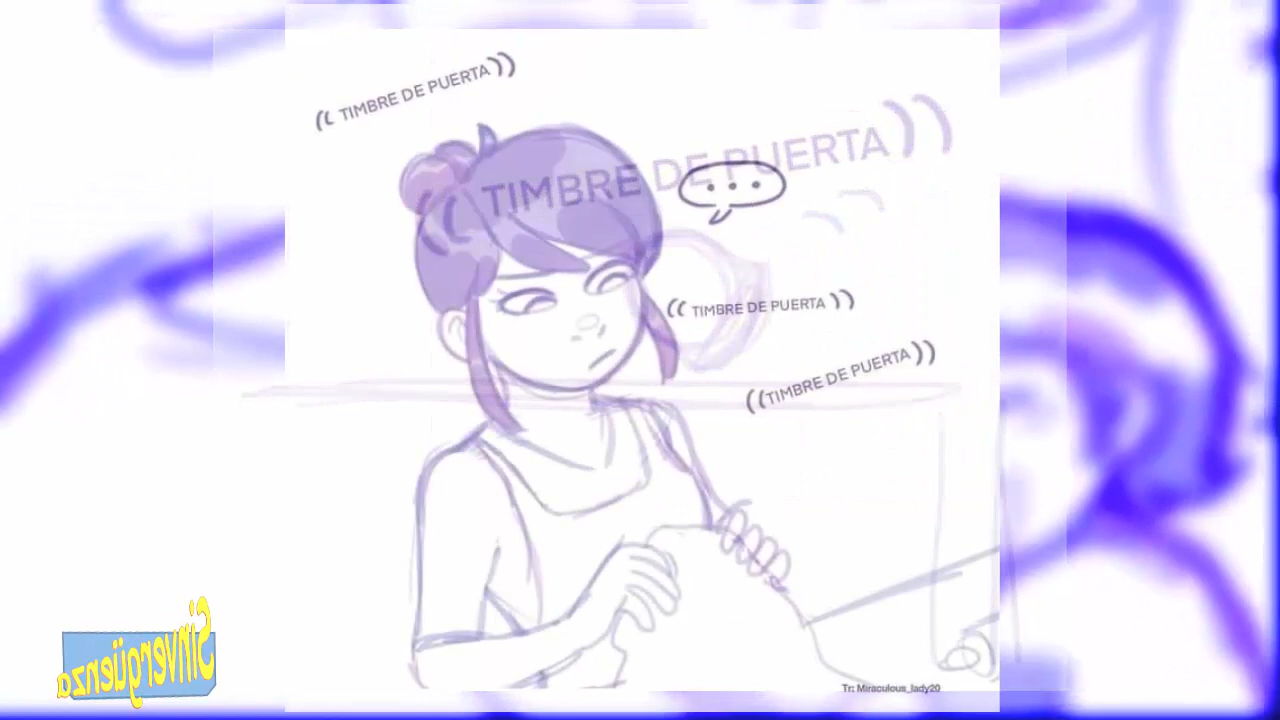 (( TIMBRE DE PUERTA ))
(( TIMBRE DE PUERTA ))
...
(( TIMBRE DE PUERTA ))
((TIMBRE DE PUERTA ))
Sinvergüenza
Tr: Miraculous_lady20